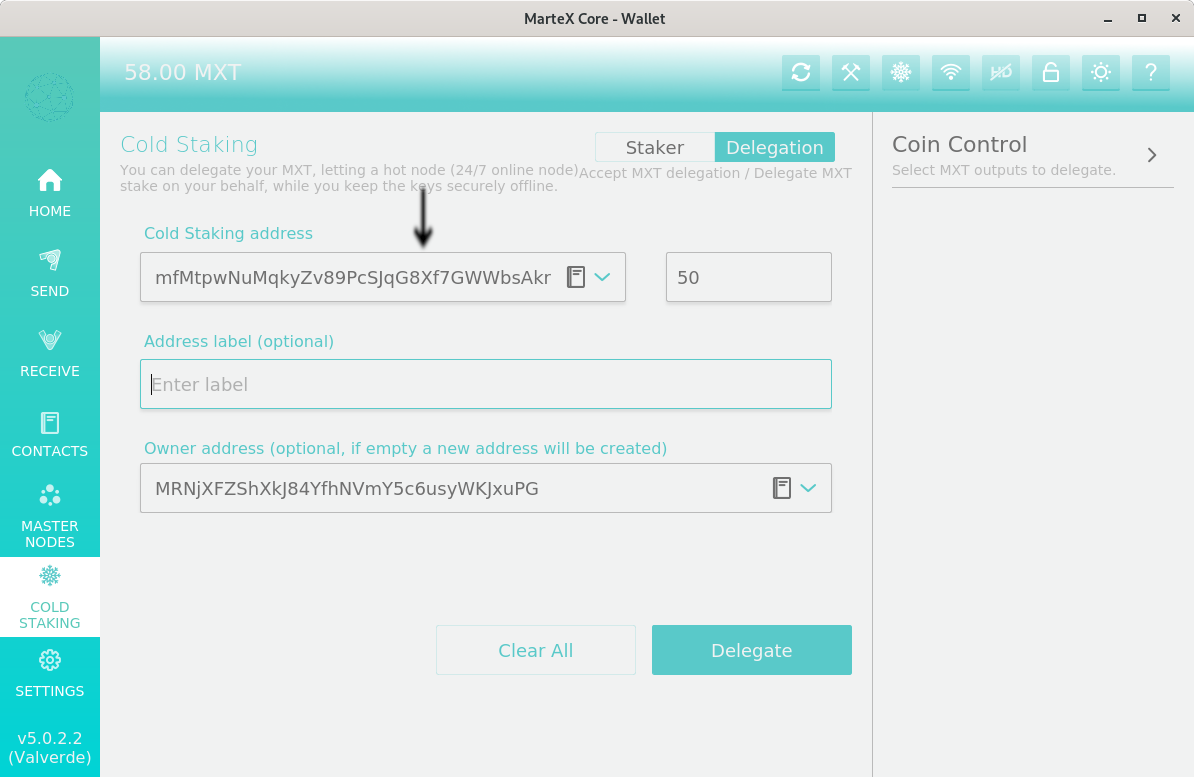 MarteX Core - Wallet
58.00 MXT
HD
?
HOME
SEND
RECEIVE
CONTACTS
MASTER
NODES
COLD
STAKING
SETTINGS
v5.0.2.2
(Valverde)
Cold Staking
You can delegate your MXT, letting a hot node (24/7 online node)
stake on your behalf, while you keep the keys securely offline.
Staker
Delegation
Accept MXT delegation / Delegate MXT
Cold Staking address
mfMtpwNuMqkyZv89PcSJqG8Xf7GWWbsAkr
50
Address label (optional)
Enter label
Owner address (optional, if empty a new address will be created)
MRNjXFZShXkJ84YfhNVmY5c6usyWKJxuPG
Clear All
Delegate
Coin Control
Select MXT outputs to delegate.